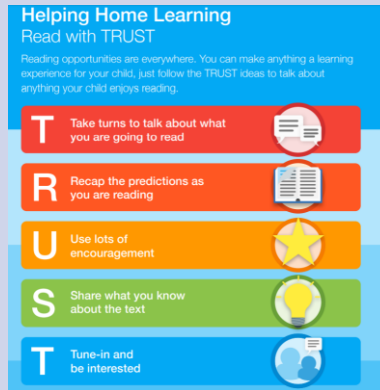 Helping Home Learning
Read with TRUST
Reading opportunities are everywhere. You can make anything a learning
experience for your child, just follow the TRUST ideas to talk about
anything your child enjoys reading.
T
Take turns to talk about what
you are going to read
R
Recap the predictions as
you are reading
U
Use lots of
encouragement
S
Share what you know
about the text
T
Tune-in and
be interested